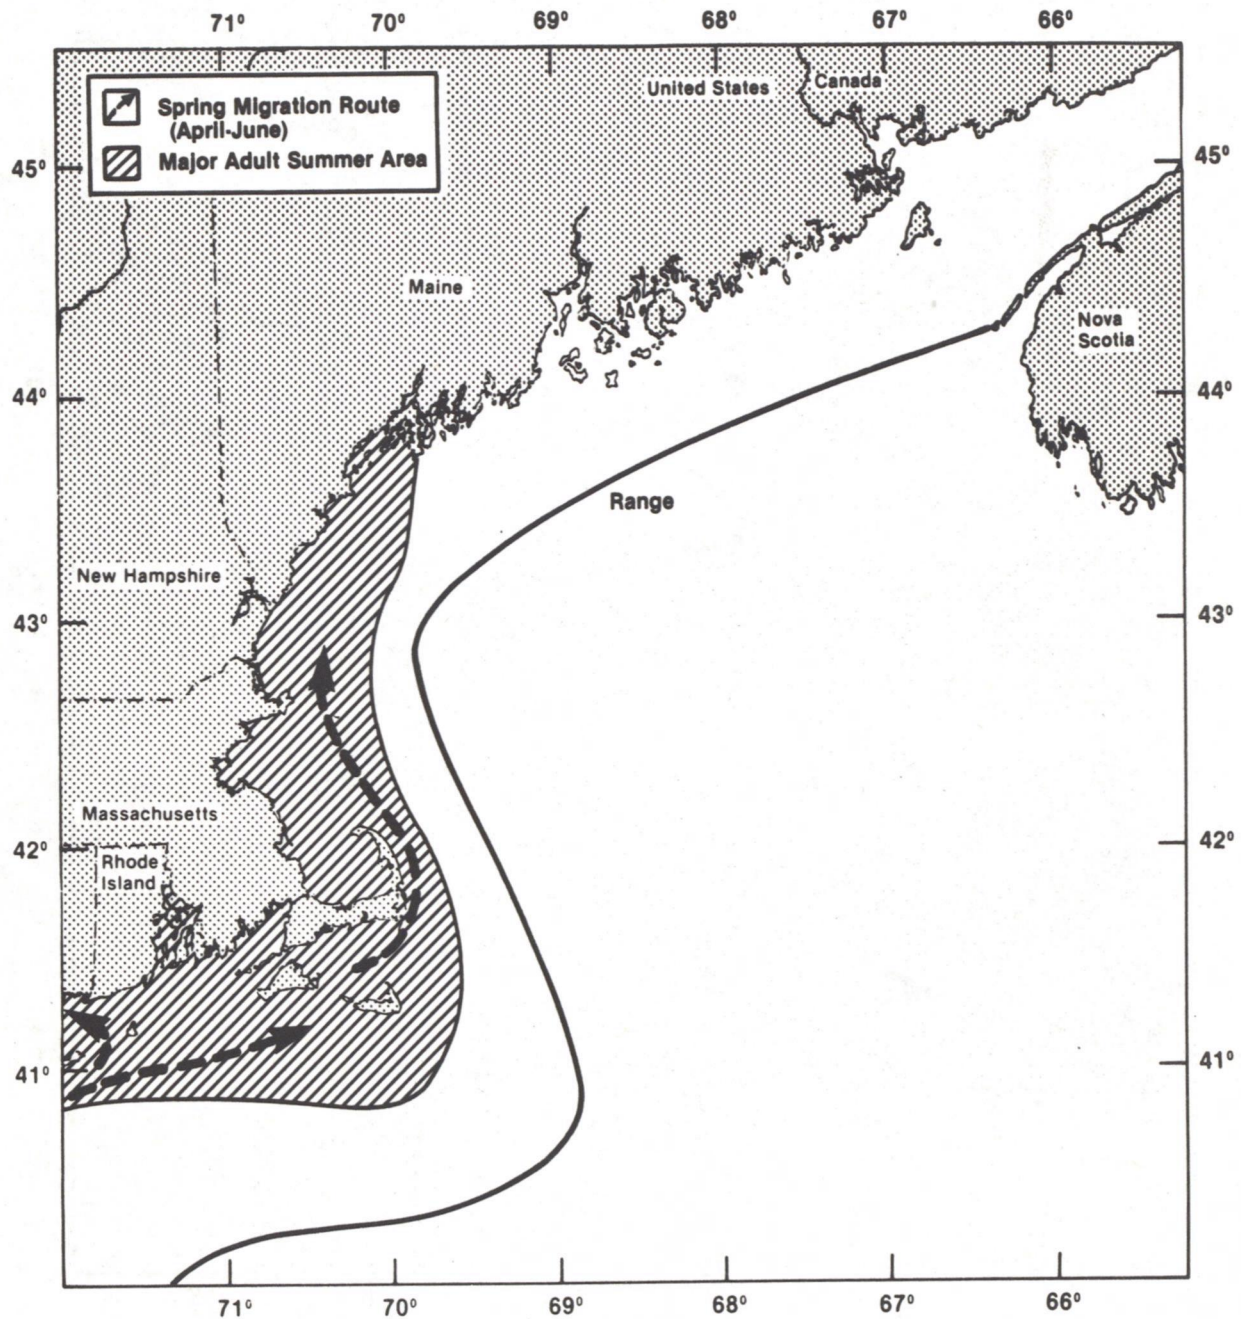 71° 70° 69° 68° 67° 66°
United States Canada
Spring Migration Route
(April-June)
Major Adult Summer Area
45° 45°
Maine
Nova
Scotia
44° 44°
Range
New Hampshire
43° 43°
Massachusetts
42° 42°
Rhode
Island
41° 41°
71° 70° 69° 68° 67° 66°